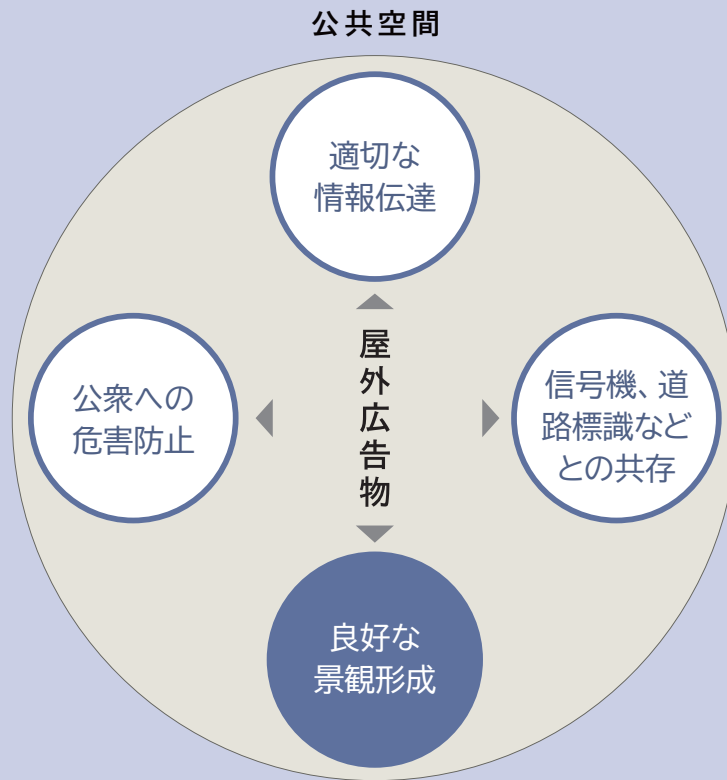 公共空間
適切な
情報伝達
屋外広告物
公衆への
危害防止
信号機、道
路標識など
との共存
良好な
景観形成